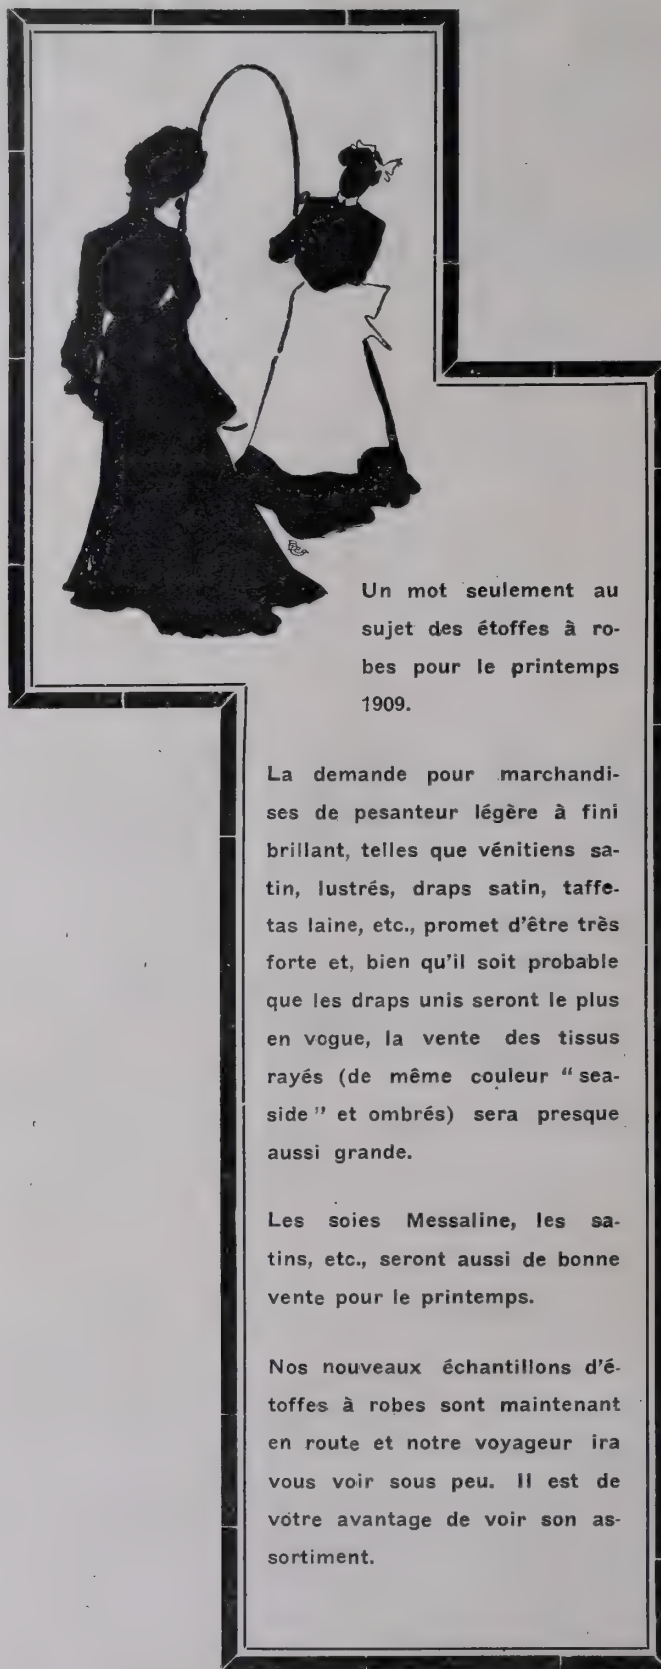 Un mot seulement au
sujet des étoffes à ro-
bes pour le printemps
1909.
La demande pour marchandi-
ses de pesanteur légère à fini
brillant, telles que vénitiens sa-
tin, lustrés, draps satin, taffe-
tas laine, etc., promet d'être très
forte et, bien qu'il soit probable
que les draps unis seront le plus
en vogue, la vente des tissus
rayés (de même couleur “ sea-
side ” et ombrés) sera presque
aussi grande.
Les soies Messaline, les sa-
tins, etc., seront aussi de bonne
vente pour le printemps.
Nos nouveaux échantillons d'é-
toffes à robes sont maintenant
en route et notre voyageur ira
vous voir sous peu. Il est de
vôtre avantage de voir son as-
sortiment.